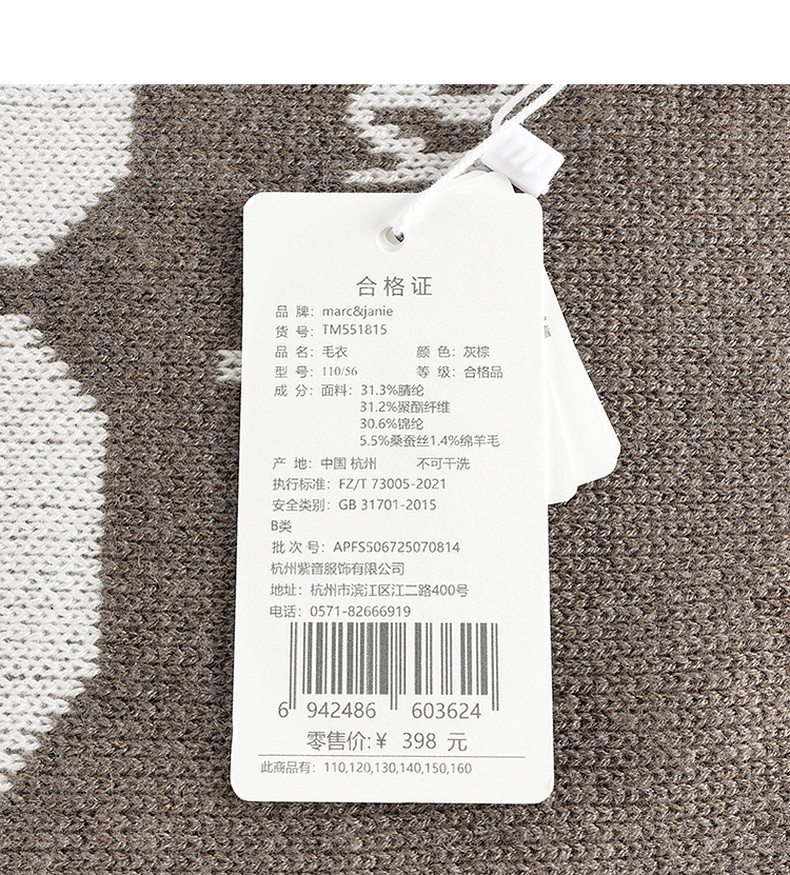 合格证
品 牌：marc&janie
货 号：TM551815
品 名：毛衣 颜 色：灰棕
型 号：110/56 等 级：合格品
成 分：面料：31.3%腈纶
31.2%聚酯纤维
30.6%锦纶
5.5%桑蚕丝1.4%绵羊毛
产 地：中国 杭州 不可干洗
执行标准：FZ/T 73005-2021
安全类别：GB 31701-2015
B类
批 次 号：APFS506725070814
杭州紫音服饰有限公司
地址：杭州市滨江区江二路400号
电话：0571-82666919
6 942486 603624
零售价:¥ 398 元
此商品有：110,120,130,140,150,160